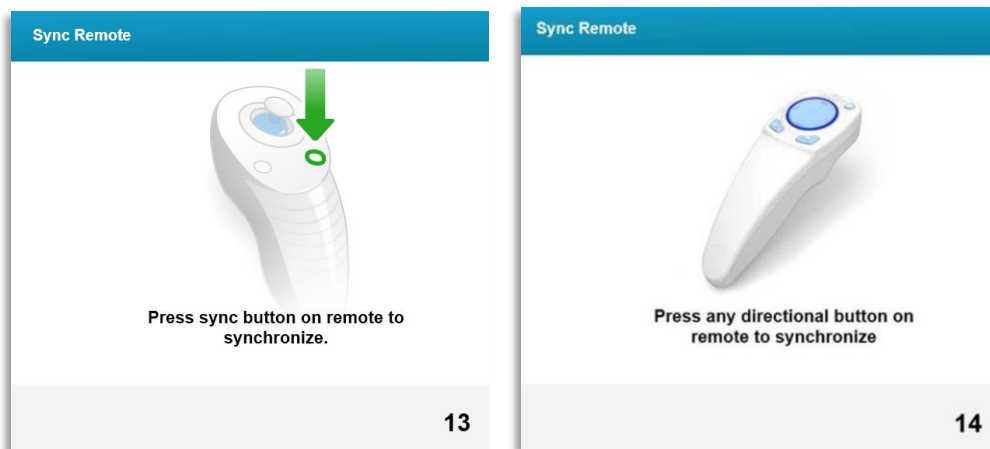 Sync Remote
Press sync button on remote to
synchronize.
13
Sync Remote
Press any directional button on
remote to synchronize
14